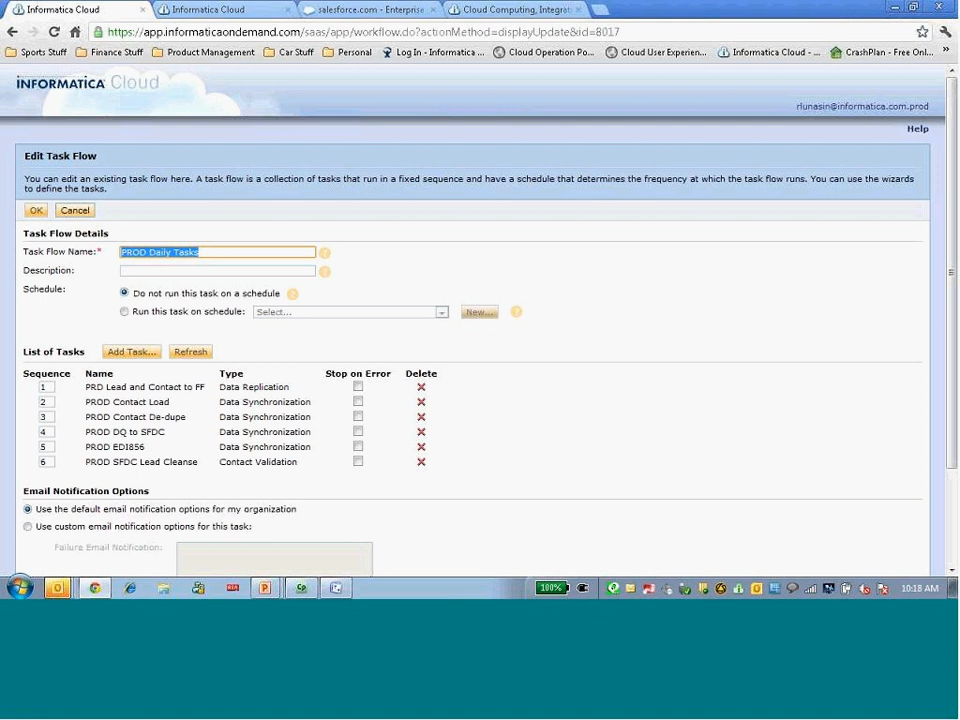 Informatica Cloud
Informatica Cloud
salesforce.com - Enterprise
Cloud Computing, Integrat
https://app.informaticaondemand.com/saas/app/workflow.do?actionMethod=displayUpdate&id=8017
Sports Stuff Finance Stuff Product Management Car Stuff Personal Log In - Informatica ... Cloud Operation Po... Cloud User Experien... Informatica Cloud - ... CrashPlan - Free Onl... »
INFORMATICA Cloud
rlunasin@informatica.com.prod
Help
Edit Task Flow
You can edit an existing task flow here. A task flow is a collection of tasks that run in a fixed sequence and have a schedule that determines the frequency at which the task flow runs. You can use the wizards
to define the tasks.
OK Cancel
Task Flow Details
Task Flow Name:* PROD Daily Tasks ?
Description: ?
Schedule:
Do not run this task on a schedule ?
Run this task on schedule: Select... New... ?
List of Tasks Add Task... Refresh
Sequence Name Type Stop on Error Delete
1 PRD Lead and Contact to FF Data Replication
2 PROD Contact Load Data Synchronization
3 PROD Contact De-dupe Data Synchronization
4 PROD DQ to SFDC Data Synchronization
5 PROD EDI856 Data Synchronization
6 PROD SFDC Lead Cleanse Contact Validation
Email Notification Options
Use the default email notification options for my organization
Use custom email notification options for this task:
Failure Email Notification:
100% 10:18 AM